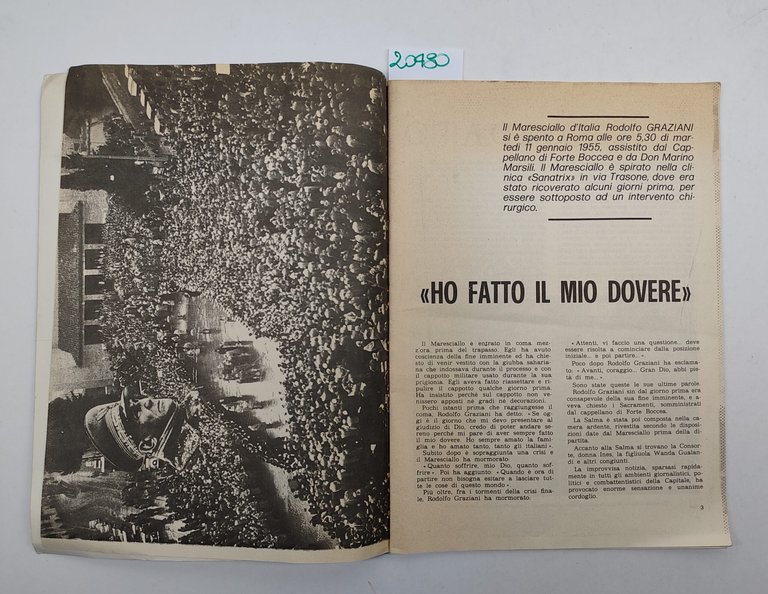 20480
Il Maresciallo d'Italia Rodolfo GRAZIANI
si è spento a Roma alle ore 5,30 di mar-
tedì 11 gennaio 1955, assistito dal Cap-
pellano di Forte Boccea e da Don Marino
Marsili. Il Maresciallo è spirato nella cli-
nica «Sanatrix» in via Trasone, dove era
stato ricoverato alcuni giorni prima, per
essere sottoposto ad un intervento chi-
rurgico.
«HO FATTO IL MIO DOVERE»
Il Maresciallo è entrato in coma mez-
z'ora prima del trapasso. Egli ha avuto
coscienza della fine imminente ed ha chie-
sto di venir vestito con la giubba saharia-
na che indossava durante il processo e con
il cappotto militare usato durante la sua
prigionia. Egli aveva fatto riassettare e ri-
pulire il cappotto qualche giorno prima.
Ha insistito perché sul cappotto non ve-
nissero apposti né gradi né decorazioni.
Pochi istanti prima che raggiungesse il
coma, Rodolfo Graziani ha detto: « Se og-
gi è il giorno che mi devo presentare al
giudizio di Dio, credo di poter andare se-
reno perché mi pare di aver sempre fatto
il mio dovere. Ho sempre amato la fami-
glia e ho amato tanto, tanto gli italiani ».
Subito dopo è sopraggiunta una crisi e
il Maresciallo ha mormorato:
« Quanto soffrire, mio Dio, quanto sof-
frire». Poi ha aggiunto: « Quando è ora di
partire non bisogna esitare a lasciare tut-
te le cose di questo mondo ».
Più oltre, fra i tormenti della crisi fina-
le, Rodolfo Graziani ha mormorato:
« Attenti, vi faccio una questione... deve
essere risolta a cominciare dalla posizione
iniziale... e poi partire... »
Poco dopo Rodolfo Graziani ha esclama-
to: « Avanti, coraggio... Gran Dio, abbi pie-
tà di me... »
Sono state queste le sue ultime parole.
Rodolfo Graziani sin dal giorno prima era
consapevole della sua fine imminente, e a-
veva chiesto i Sacramenti, somministrati
dal cappellano di Forte Boccea.
La Salma è stata poi composta nella ca-
mera ardente, rivestita secondo le disposi-
zioni date dal Maresciallo prima della di-
partita.
Accanto alla Salma si trovano la Consor-
te, donna Ines, la figliuola Wanda Gualan-
di e altri congiunti.
La improvvisa notizia, sparsasi rapida-
mente in tutti gli ambienti giornalistici, po-
litici e combattentistici della Capitale, ha
provocato enorme sensazione e unanime
cordoglio.
3